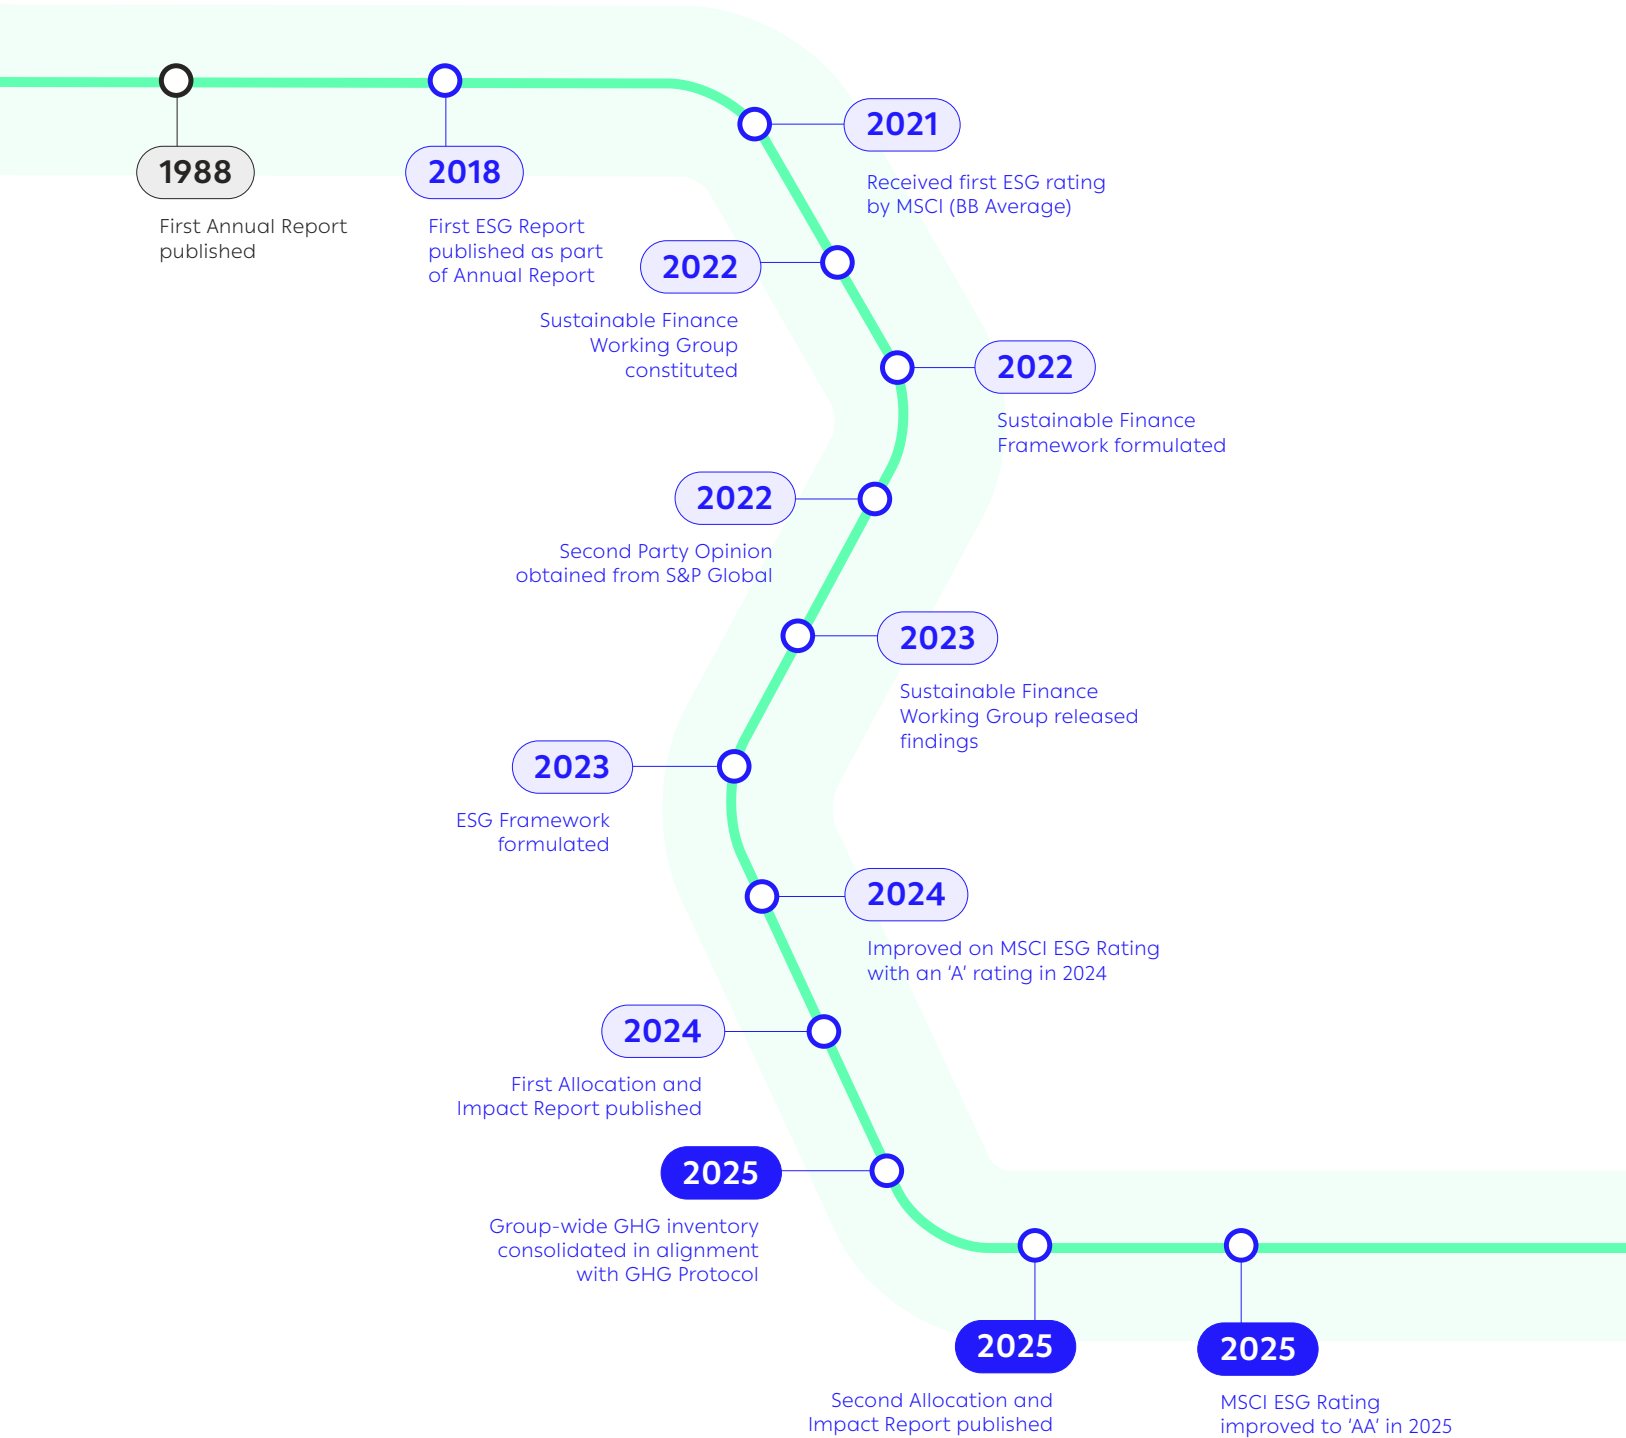 1988
First Annual Report
published
2018
First ESG Report
published as part
of Annual Report
2021
Received first ESG rating
by MSCI (BB Average)
2022
Sustainable Finance
Working Group
constituted
2022
Sustainable Finance
Framework formulated
2022
Second Party Opinion
obtained from S&P Global
2023
Sustainable Finance
Working Group released
findings
2023
ESG Framework
formulated
2024
Improved on MSCI ESG Rating
with an ‘A’ rating in 2024
2024
First Allocation and
Impact Report published
2025
Group-wide GHG inventory
consolidated in alignment
with GHG Protocol
2025
Second Allocation and
Impact Report published
2025
MSCI ESG Rating
improved to ‘AA’ in 2025